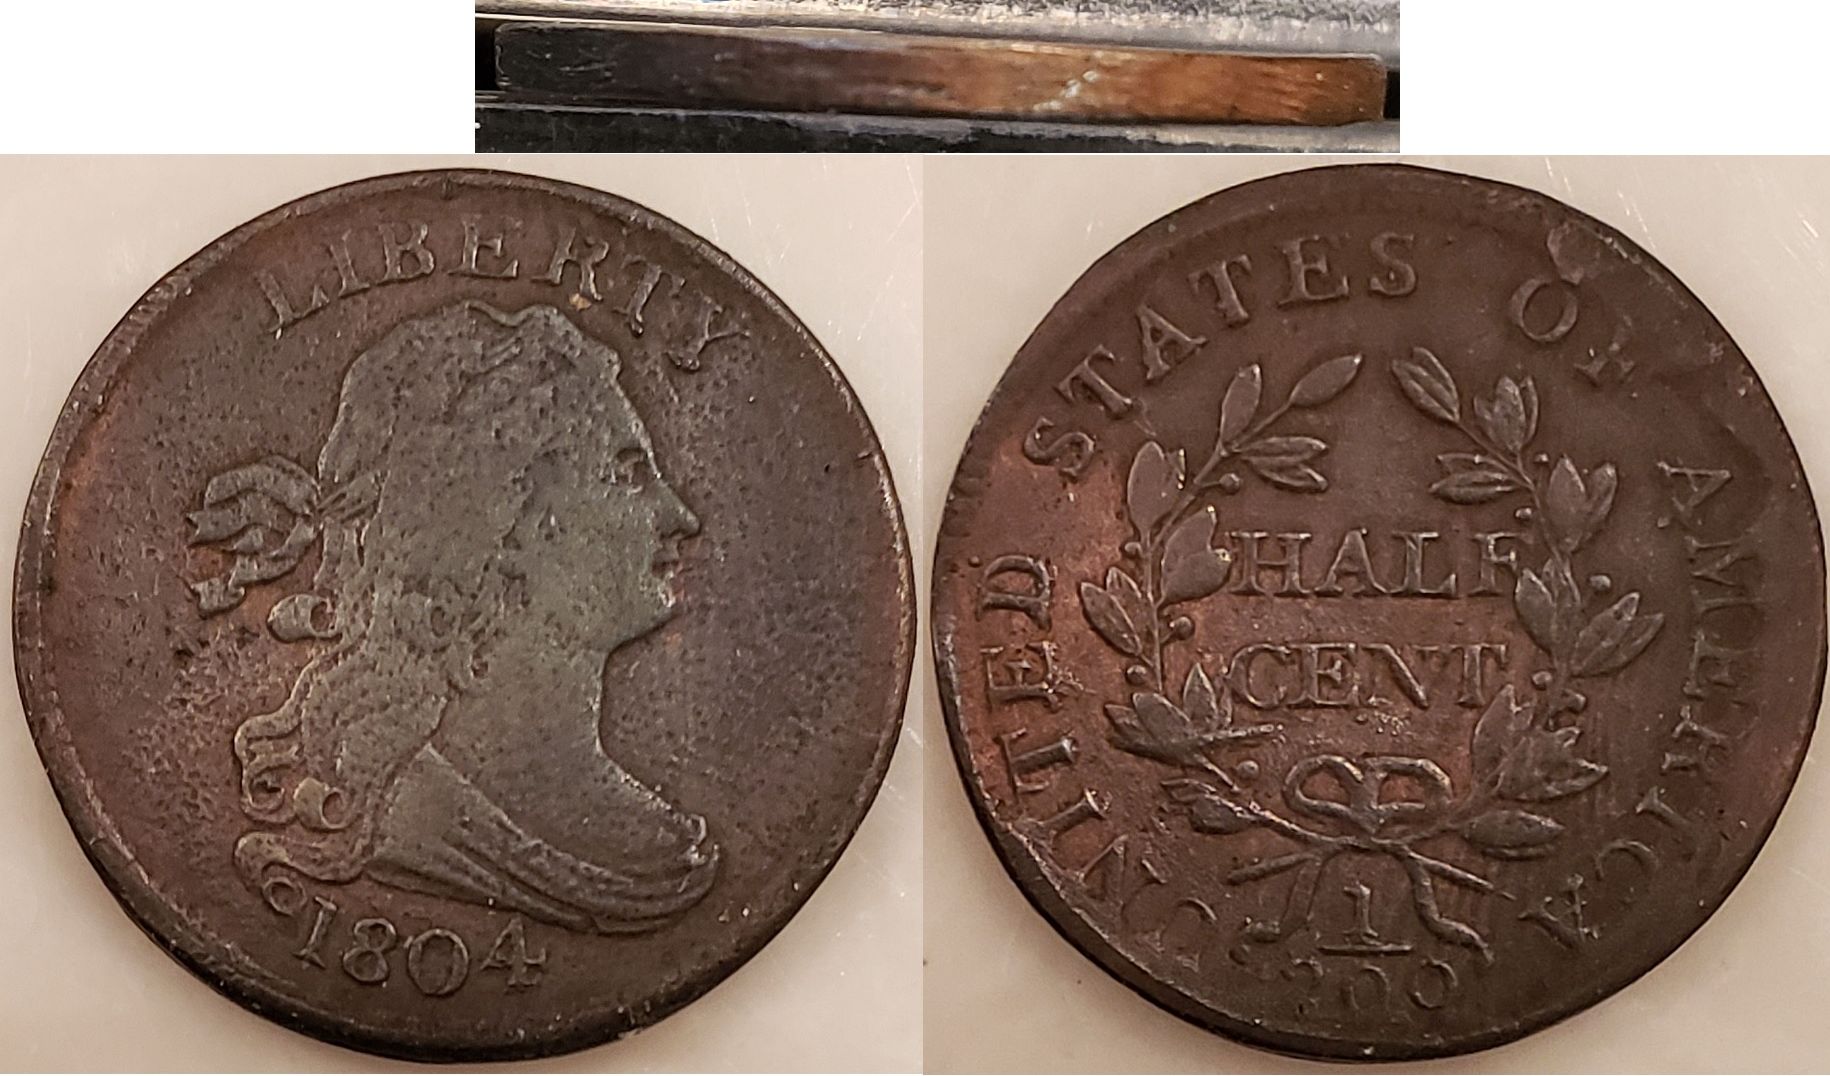 LIBERTY
1804
UNITED STATES OF AMERICA
HALF
CENT
1
200